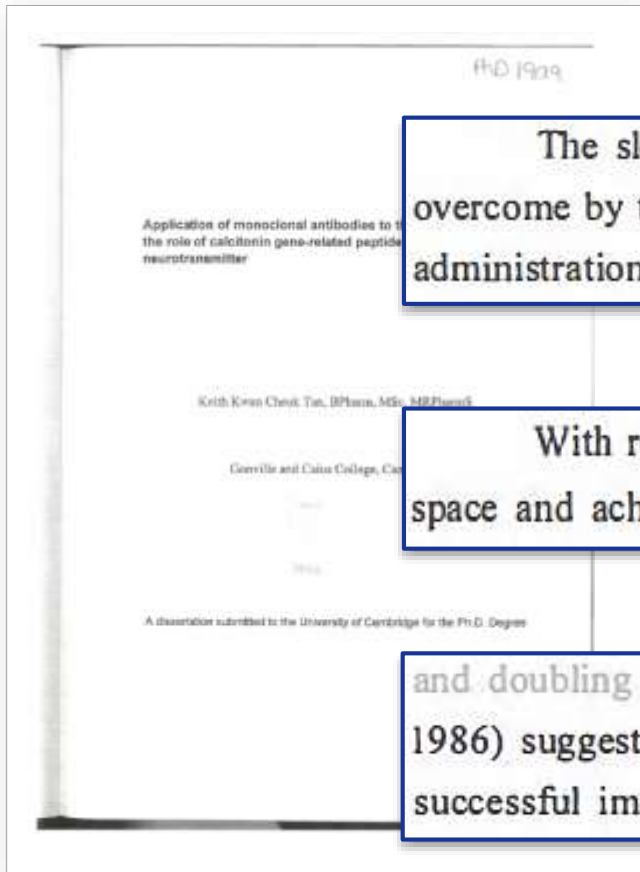 PhD 1989
The sl
overcome by t
administration
Application of monoclonal antibodies to t
the role of calcitonin gene-related peptide
neurotransmitter
Keith Kwan Cheuk Tan, BPharm, MSc, MRPharmS
With r
space and ach
Gonville and Caius College, Ca
A dissertation submitted to the University of Cambridge for the Ph.D. Degree
and doubling
1986) suggest
successful im